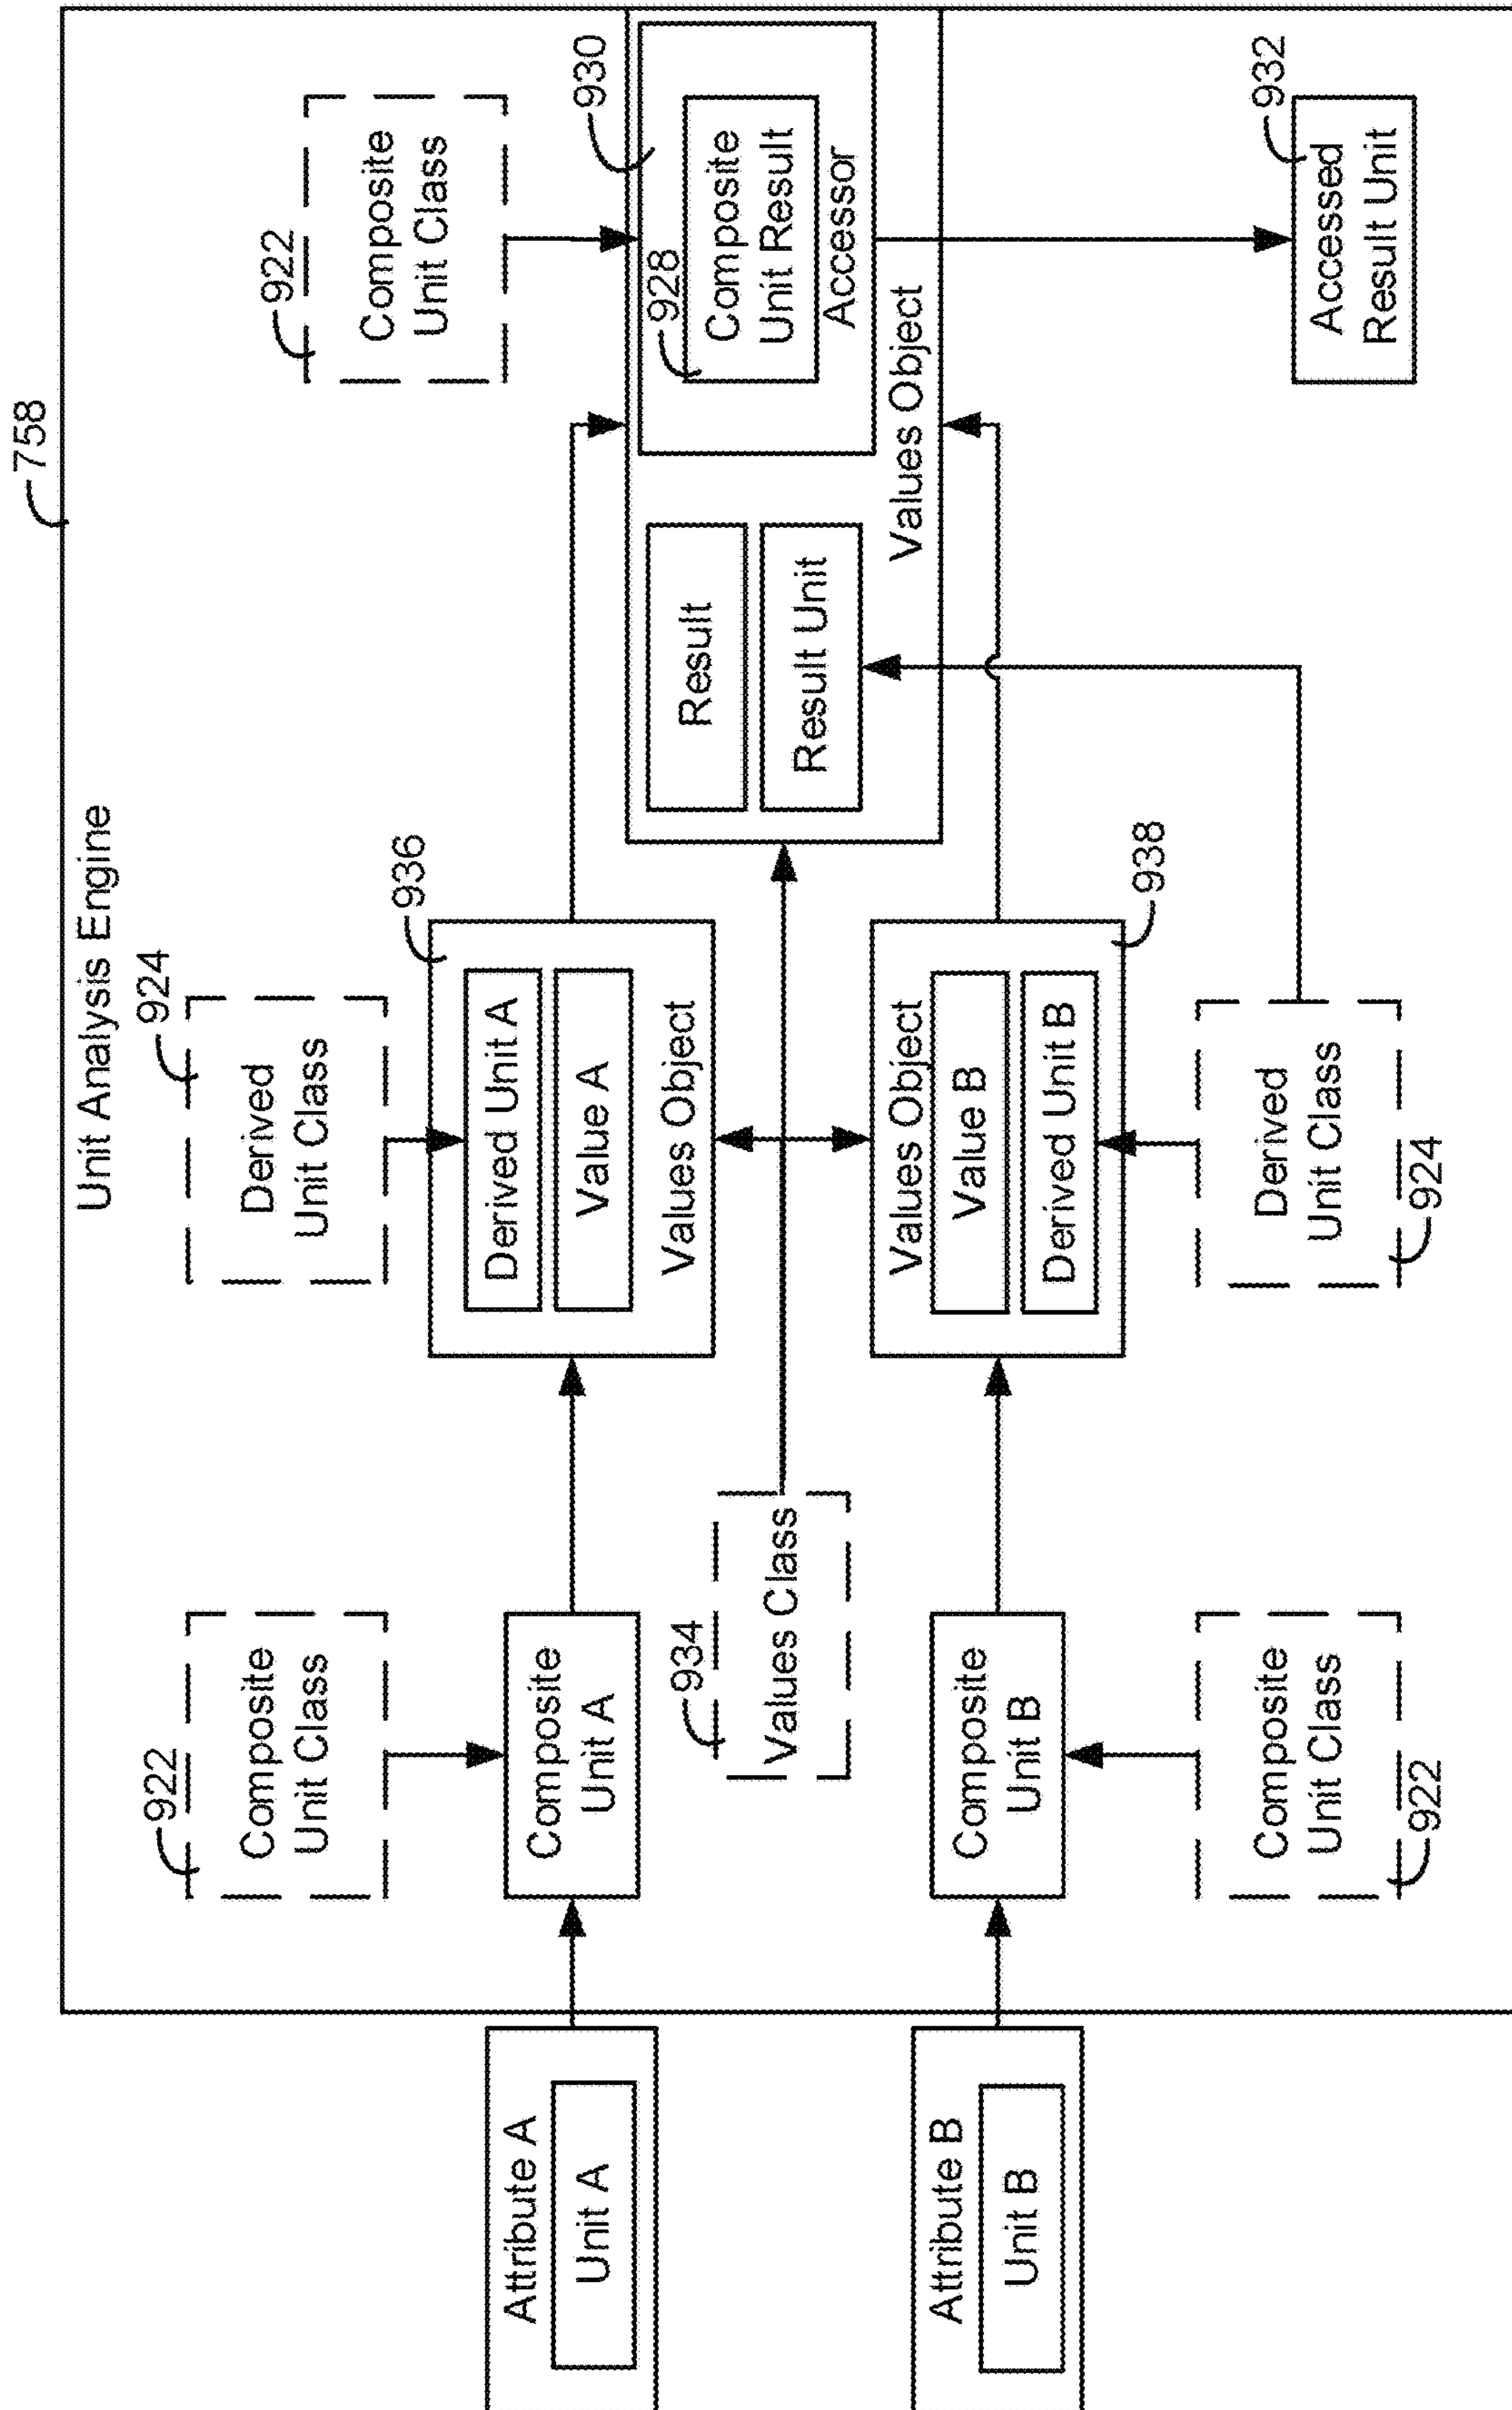 758
Unit Analysis Engine
922
Composite
Unit Class
924
Derived
Unit Class
922
Composite
Unit Class
Attribute A
Unit A
Composite
Unit A
936
Derived Unit A
Value A
Values Object
930
928
Composite
Unit Result
Accessor
Result
Result Unit
Values Object
934
Values Class
Attribute B
Unit B
Composite
Unit B
Values Object
Value B
Derived Unit B
938
Composite
Unit Class
922
Derived
Unit Class
924
932
Accessed
Result Unit